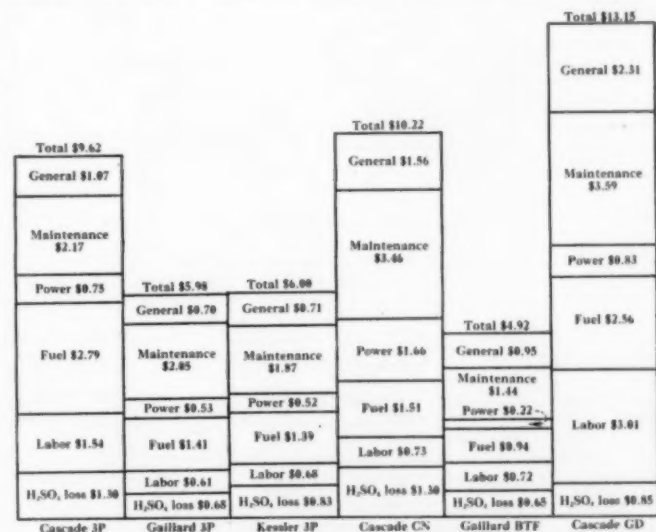 Total $9.62
General $1.07
Maintenance
$2.17
Power $0.75
Fuel $2.79
Labor $1.54
H₂SO₄ loss $1.30
Cascade 3P
Total $5.98
General $0.70
Maintenance
$2.05
Power $0.53
Fuel $1.41
Labor $0.61
H₂SO₄ loss $0.68
Gaillard 3P
Total $6.00
General $0.71
Maintenance
$1.87
Power $0.52
Fuel $1.39
Labor $0.68
H₂SO₄ loss $0.83
Kessler 3P
Total $10.22
General $1.56
Maintenance
$3.46
Power $1.66
Fuel $1.51
Labor $0.73
H₂SO₄ loss $1.30
Cascade CN
Total $4.92
General $0.95
Maintenance
$1.44
Power $0.22
Fuel $0.94
Labor $0.72
H₂SO₄ loss $0.65
Gaillard BTF
Total $13.15
General $2.31
Maintenance
$3.59
Power $0.83
Fuel $2.56
Labor $3.01
H₂SO₄ loss $0.85
Cascade GD